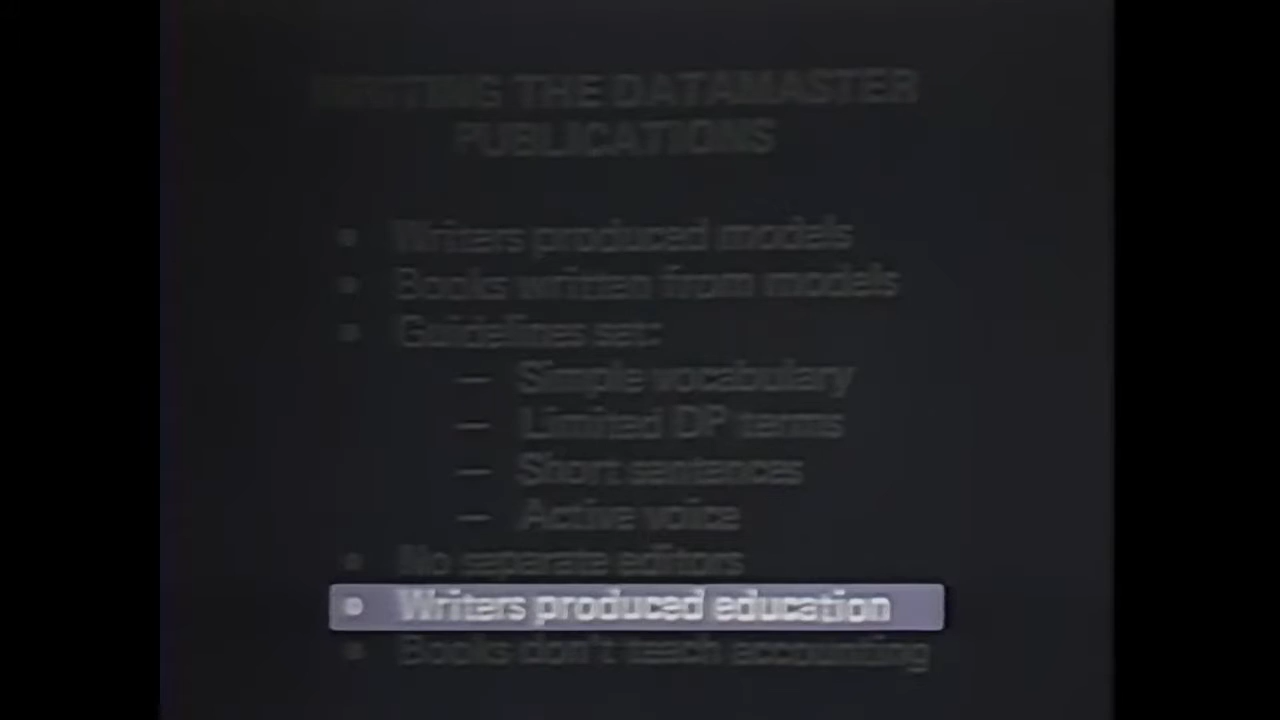 WRITING THE DATAMASTER
PUBLICATIONS
• Writers produced models
• Books written from models
• Guidelines set:
— Simple vocabulary
— Limited DP terms
— Short sentences
— Active voice
• No separate editors
• Writers produced education
• Books don't teach accounting